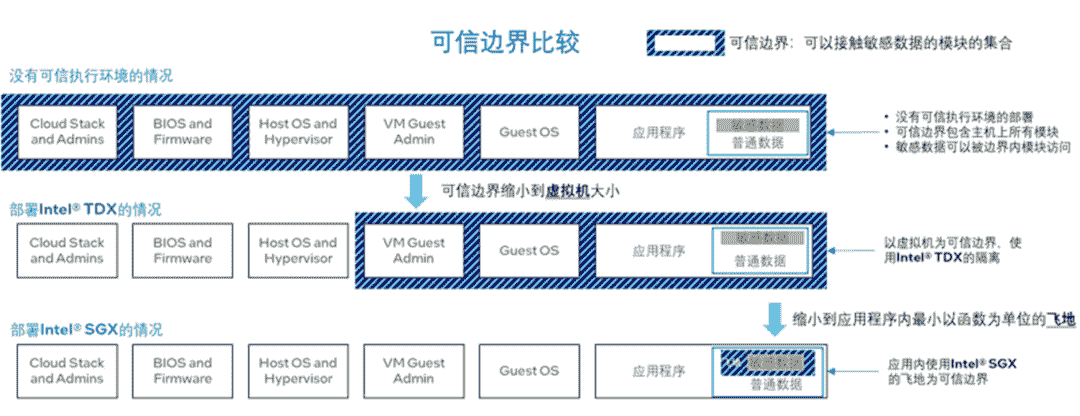 可信边界比较
可信边界：可以接触敏感数据的模块的集合
没有可信执行环境的情况
Cloud Stack
and Admins
BIOS and
Firmware
Host OS and
Hypervisor
VM Guest
Admin
Guest OS
应用程序
敏感数据
普通数据
• 没有可信执行环境的部署
• 可信边界包含主机上所有模块
• 敏感数据可以被边界内模块访问
可信边界缩小到虚拟机大小
部署Intel® TDX的情况
Cloud Stack
and Admins
BIOS and
Firmware
Host OS and
Hypervisor
VM Guest
Admin
Guest OS
应用程序
敏感数据
普通数据
以虚拟机为可信边界，使
用Intel® TDX的隔离
缩小到应用程序内最小以函数为单位的飞地
部署Intel® SGX的情况
Cloud Stack
and Admins
BIOS and
Firmware
Host OS and
Hypervisor
VM Guest
Admin
Guest OS
应用程序
敏感数据
普通数据
应用内使用Intel® SGX
的飞地为可信边界